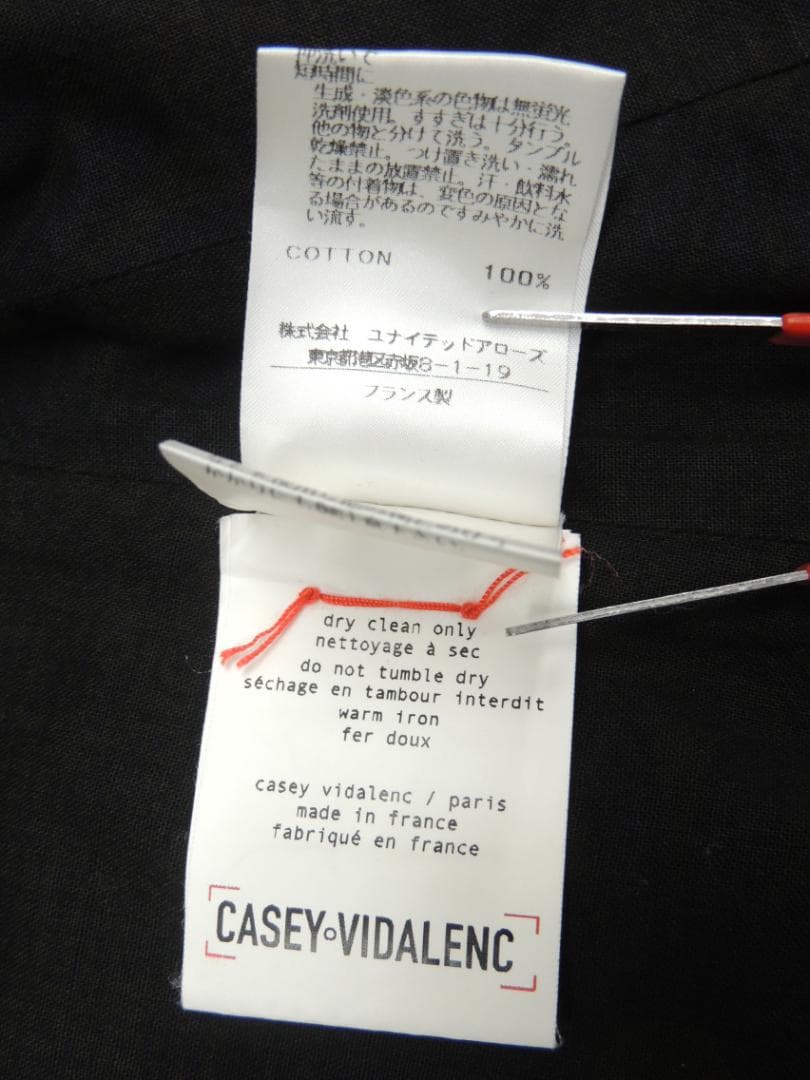 押洗いで
短時間に
生成・淡色系の色物は無蛍光
洗剤使用。すすぎは十分行う。
他の物と分けて洗う。タンブル
乾燥禁止。つけ置き洗い・濡れ
たままの放置禁止。汗・飲料水
等の付着物は、変色の原因とな
る場合があるのですみやかに洗
い流す。
COTTON 100%
株式会社 ユナイテッドアローズ
東京都港区赤坂8-1-19
フランス製
dry clean only
nettoyage à sec
do not tumble dry
séchage en tambour interdit
warm iron
fer doux
casey vidalenc / paris
made in france
fabriqué en france
CASEY∘VIDALENC